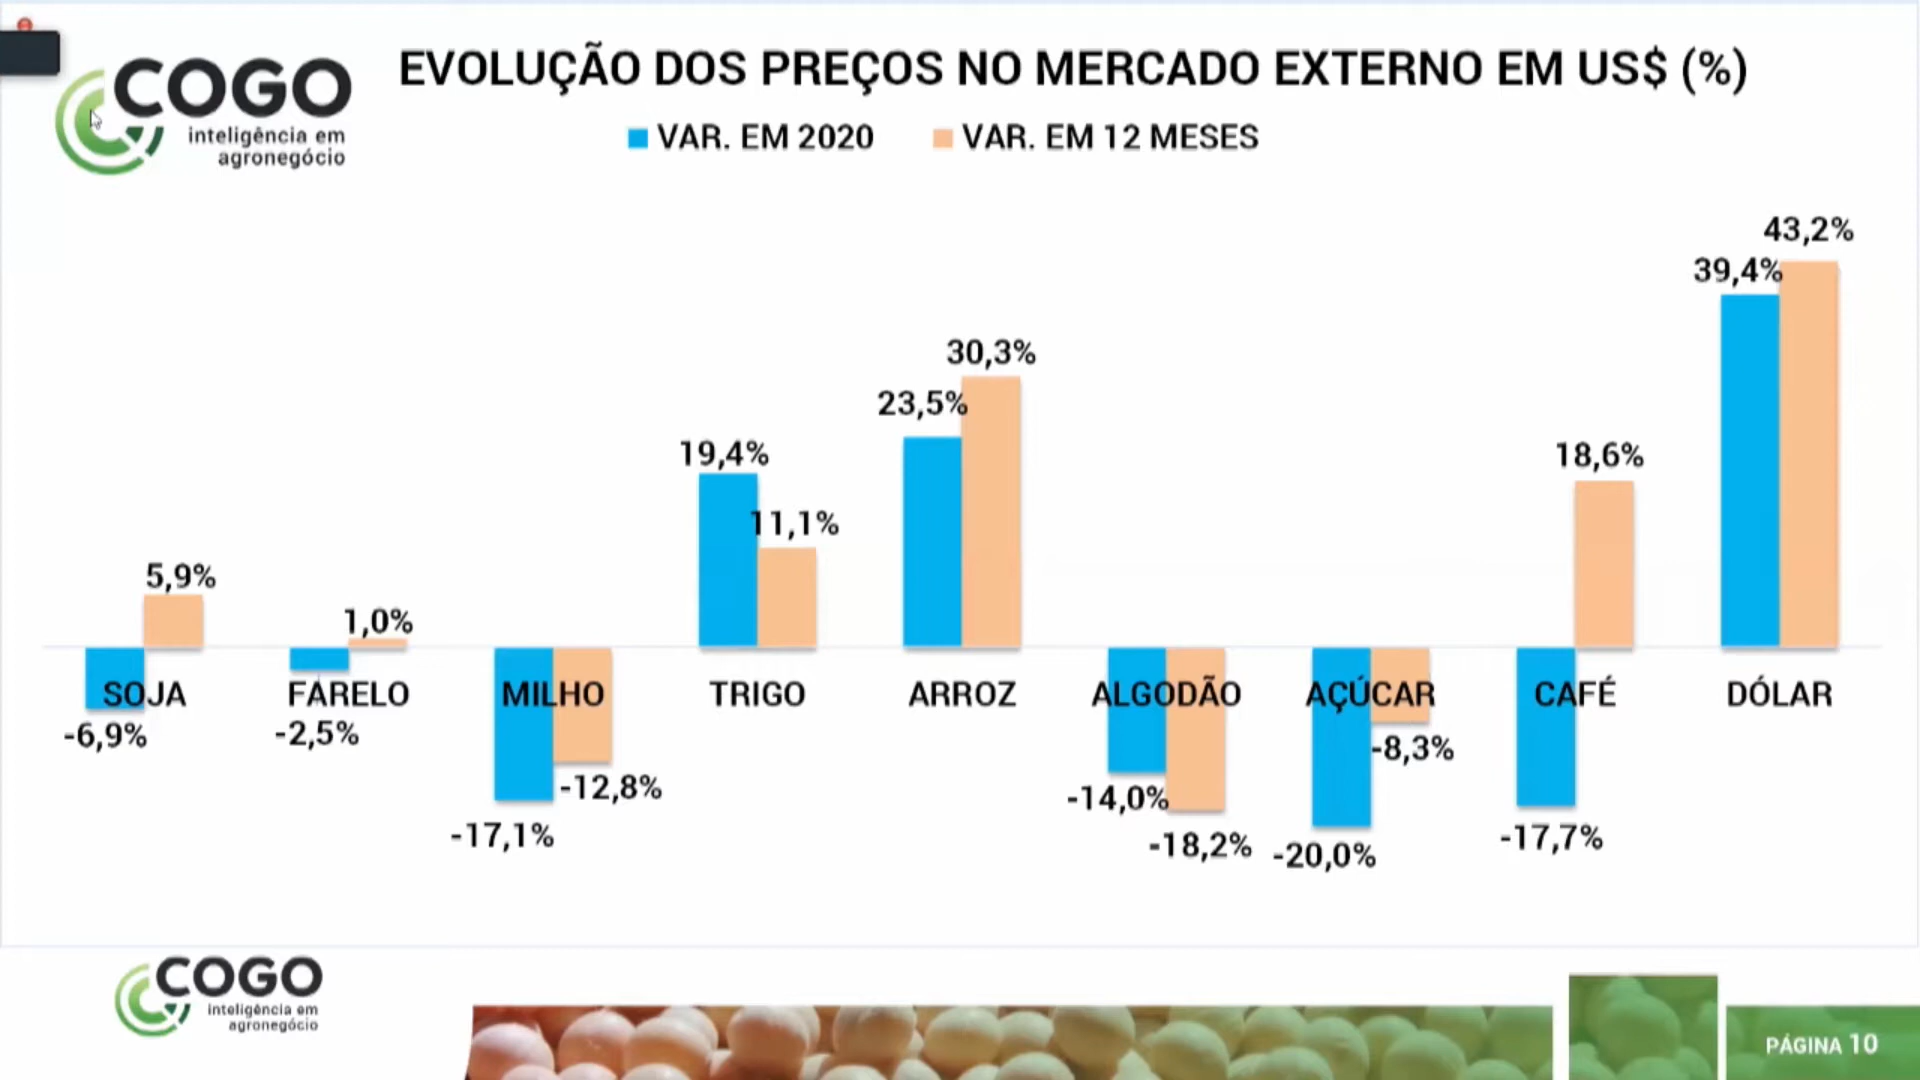 COGO
inteligência em
agronegócio
EVOLUÇÃO DOS PREÇOS NO MERCADO EXTERNO EM US$ (%)
VAR. EM 2020 VAR. EM 12 MESES
43,2%
39,4%
30,3%
23,5%
19,4%
18,6%
11,1%
5,9%
1,0%
SOJA FARELO MILHO TRIGO ARROZ ALGODÃO AÇÚCAR CAFÉ DÓLAR
-6,9% -2,5%
-8,3%
-12,8%
-14,0%
-17,1%
-17,7%
-18,2%
-20,0%
COGO
inteligência em
agronegócio
PÁGINA 10